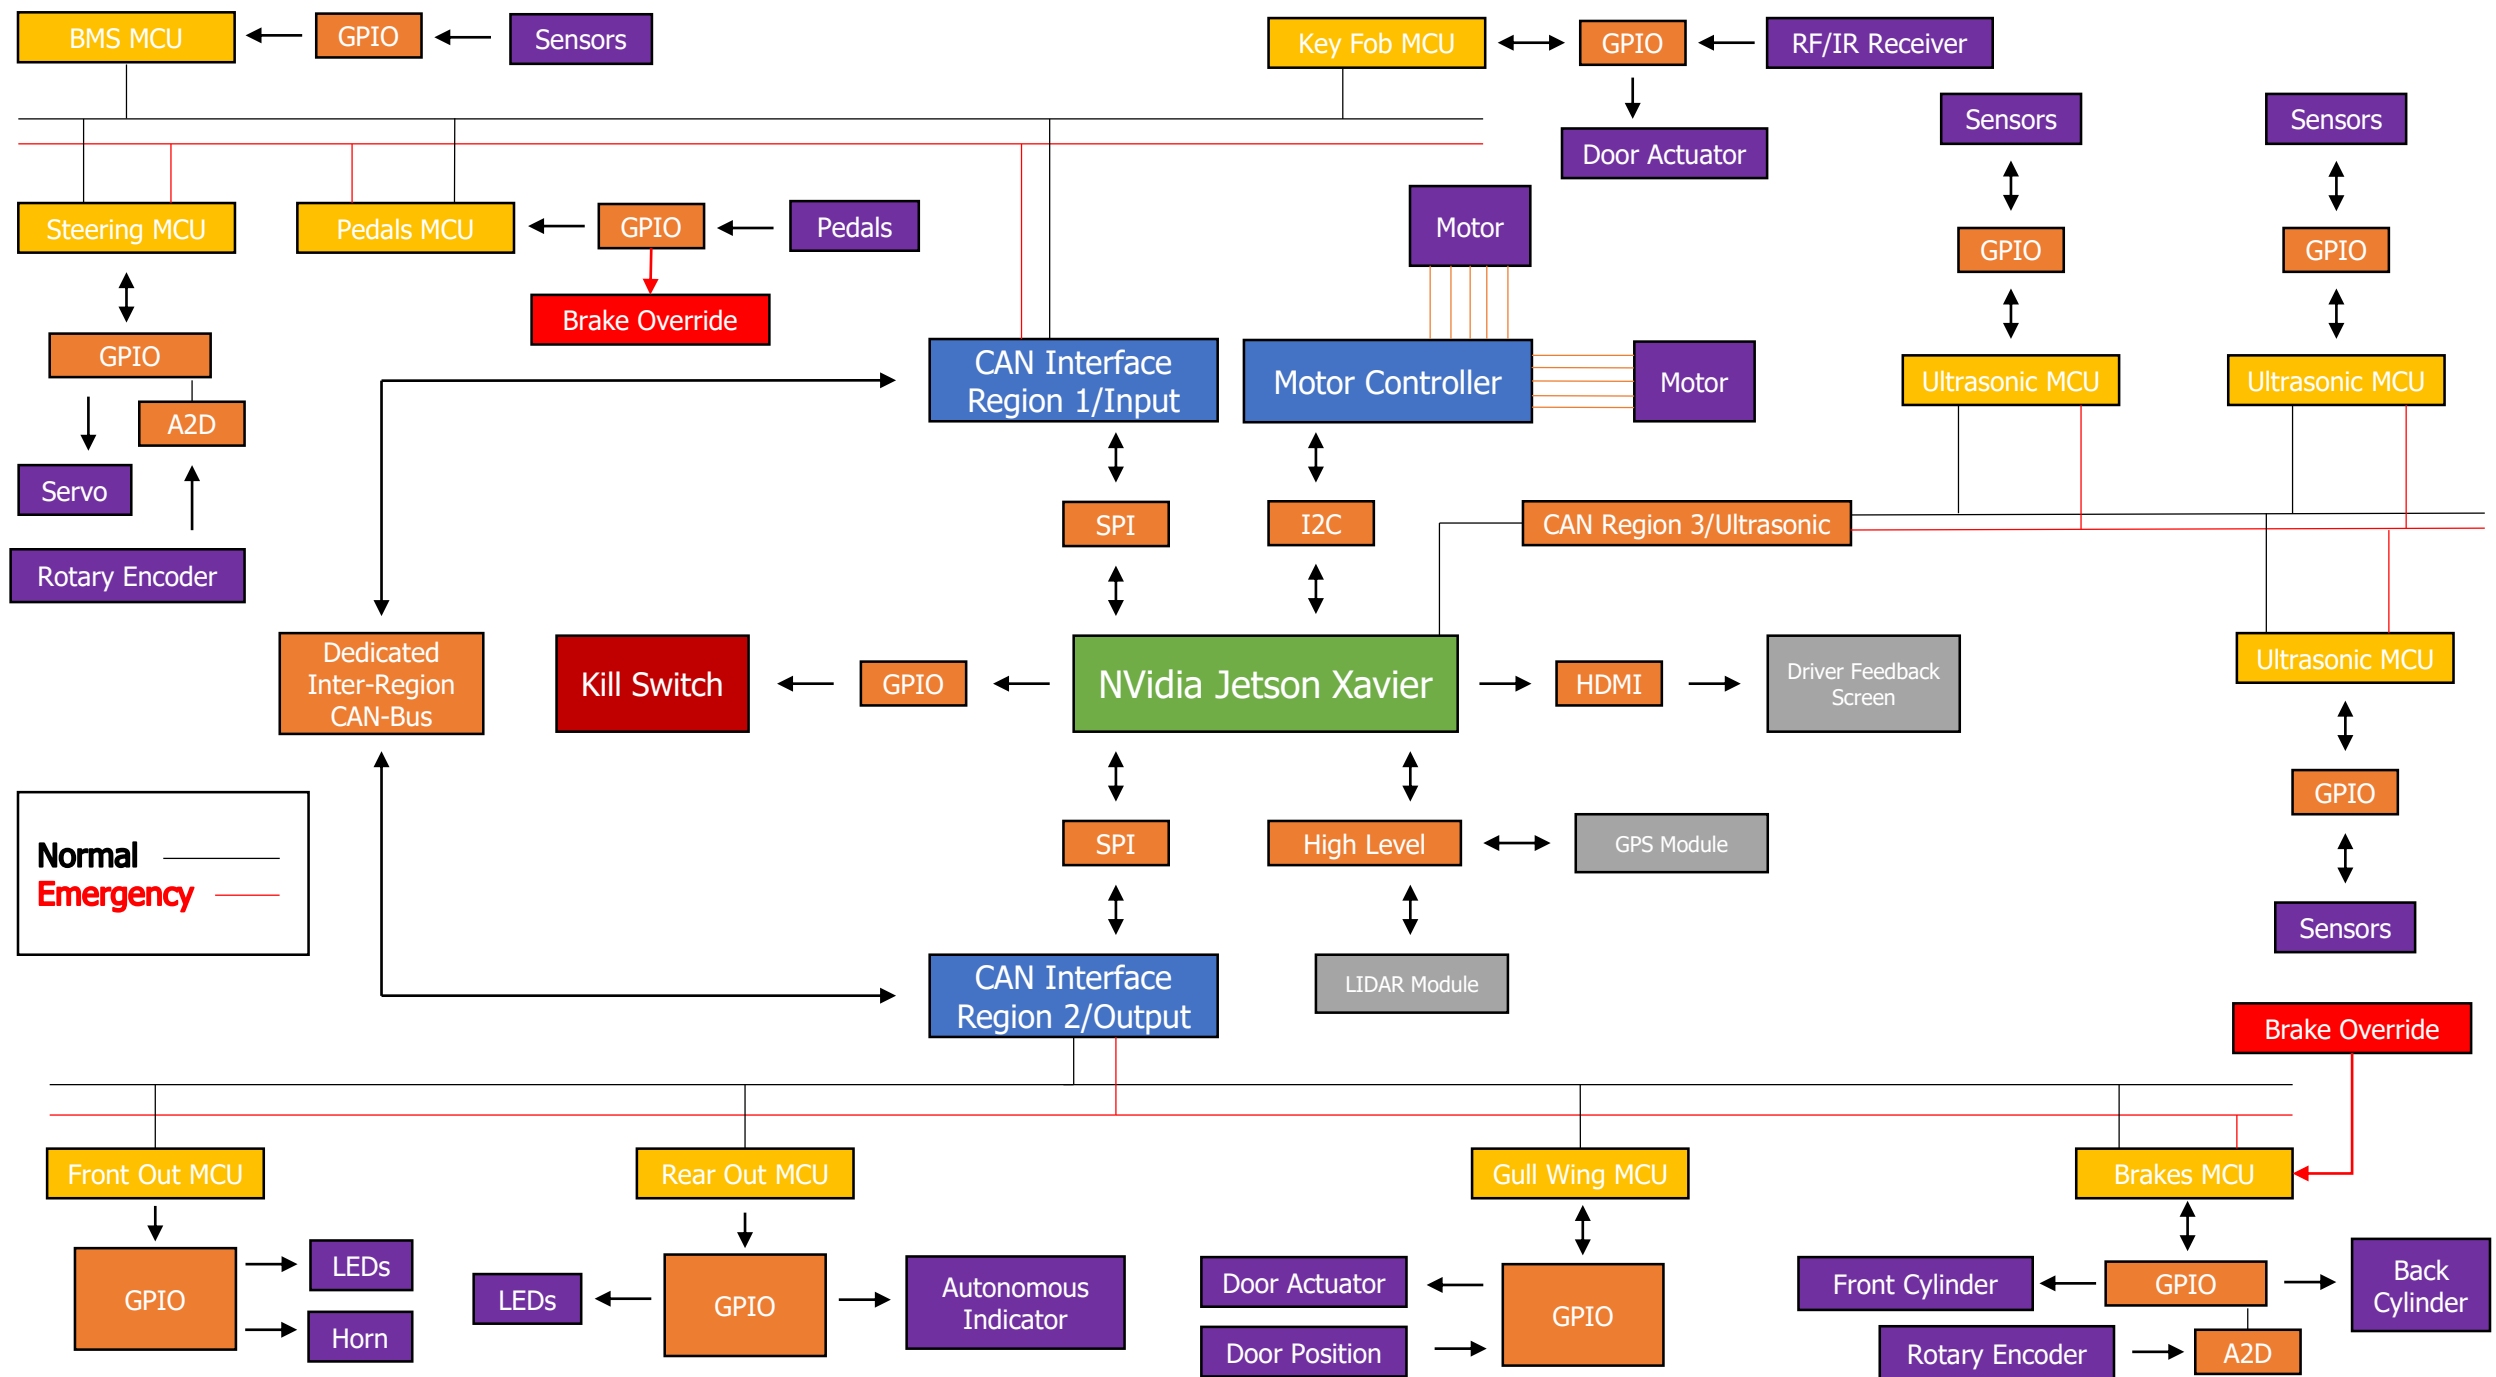 BMS MCU
GPIO
Sensors
Key Fob MCU
GPIO
RF/IR Receiver
Sensors
Sensors
Door Actuator
Steering MCU
Pedals MCU
GPIO
Pedals
Motor
GPIO
GPIO
Brake Override
GPIO
CAN Interface
Region 1/Input
Motor Controller
Motor
Ultrasonic MCU
Ultrasonic MCU
A2D
Servo
SPI
I2C
CAN Region 3/Ultrasonic
Rotary Encoder
Dedicated
Inter-Region
CAN-Bus
Kill Switch
GPIO
NVidia Jetson Xavier
HDMI
Driver Feedback
Screen
Ultrasonic MCU
GPIO
Normal
Emergency
SPI
High Level
GPS Module
Sensors
CAN Interface
Region 2/Output
LIDAR Module
Brake Override
Front Out MCU
Rear Out MCU
Gull Wing MCU
Brakes MCU
GPIO
LEDs
Horn
LEDs
GPIO
Autonomous
Indicator
Door Actuator
Door Position
GPIO
Front Cylinder
GPIO
Back
Cylinder
Rotary Encoder
A2D